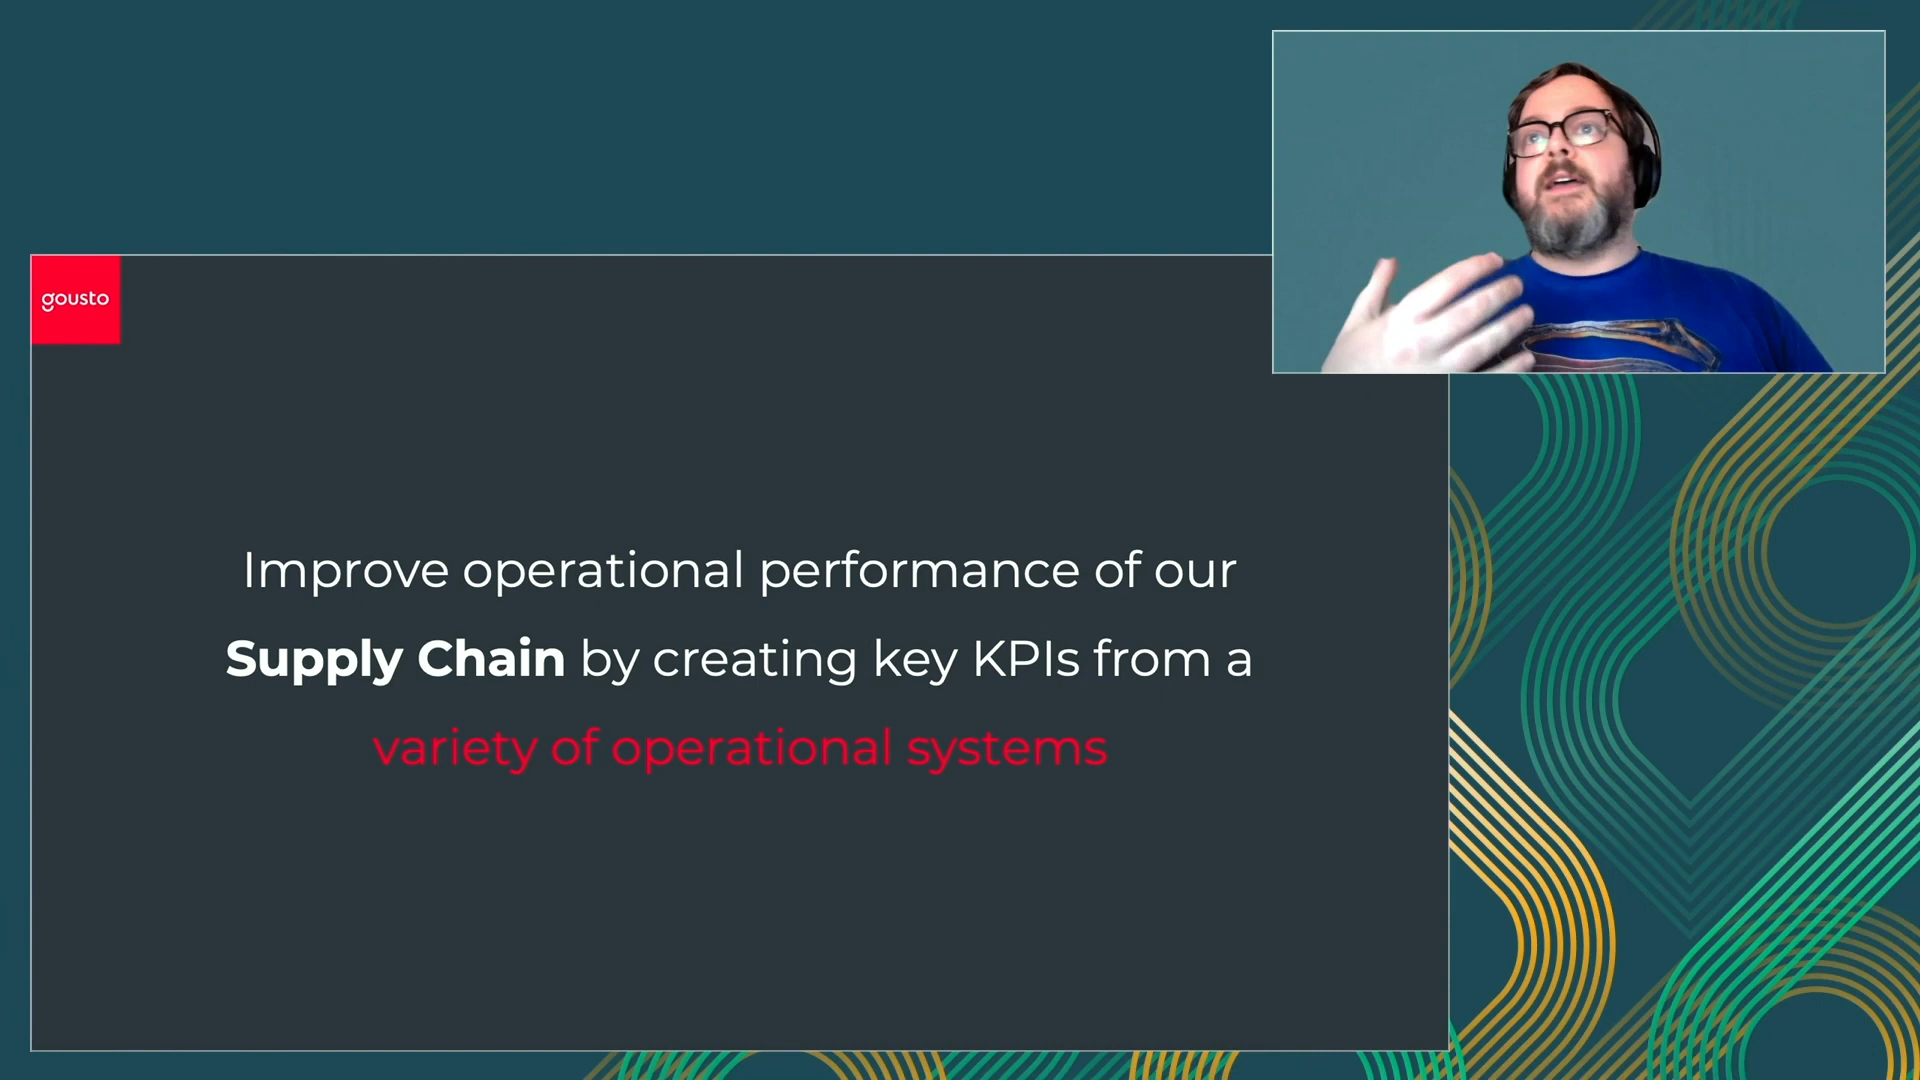 gousto
Improve operational performance of our
Supply Chain by creating key KPIs from a
variety of operational systems